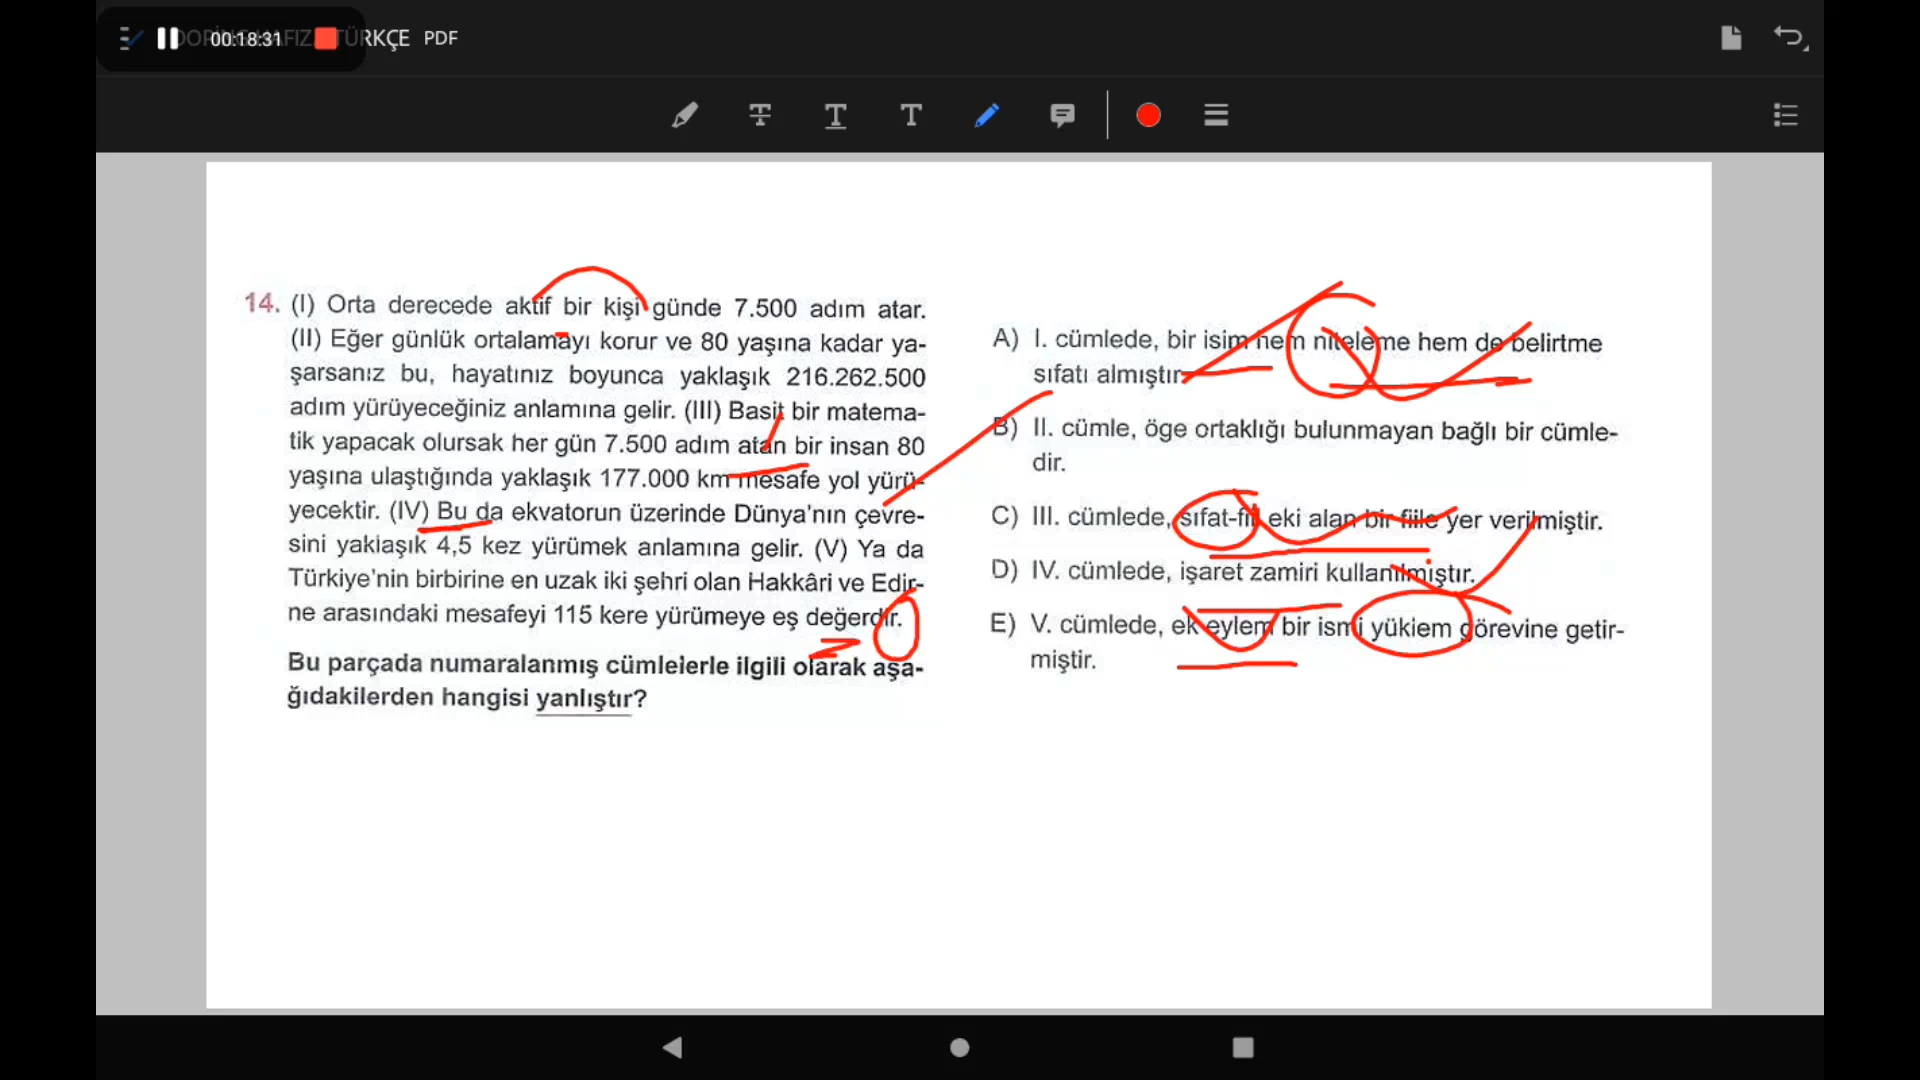 00:18:31 TÜRKÇE PDF
14. (I) Orta derecede aktif bir kişi günde 7.500 adım atar.
(II) Eğer günlük ortalamayı korur ve 80 yaşına kadar ya-
şarsanız bu, hayatınız boyunca yaklaşık 216.262.500
adım yürüyeceğiniz anlamına gelir. (III) Basit bir matema-
tik yapacak olursak her gün 7.500 adım atan bir insan 80
yaşına ulaştığında yaklaşık 177.000 km mesafe yol yürü-
yecektir. (IV) Bu da ekvatorun üzerinde Dünya'nın çevre-
sini yaklaşık 4,5 kez yürümek anlamına gelir. (V) Ya da
Türkiye'nin birbirine en uzak iki şehri olan Hakkâri ve Edir-
ne arasındaki mesafeyi 115 kere yürümeye eş değerdir.
Bu parçada numaralanmış cümlelerle ilgili olarak aşa-
ğıdakilerden hangisi yanlıştır?
A) I. cümlede, bir isim hem niteleme hem de belirtme
sıfatı almıştır.
B) II. cümle, öge ortaklığı bulunmayan bağlı bir cümle-
dir.
C) III. cümlede, sıfat-fiil eki alan bir fiile yer verilmiştir.
D) IV. cümlede, işaret zamiri kullanılmıştır.
E) V. cümlede, ek eylem bir ismi yüklem görevine getir-
miştir.